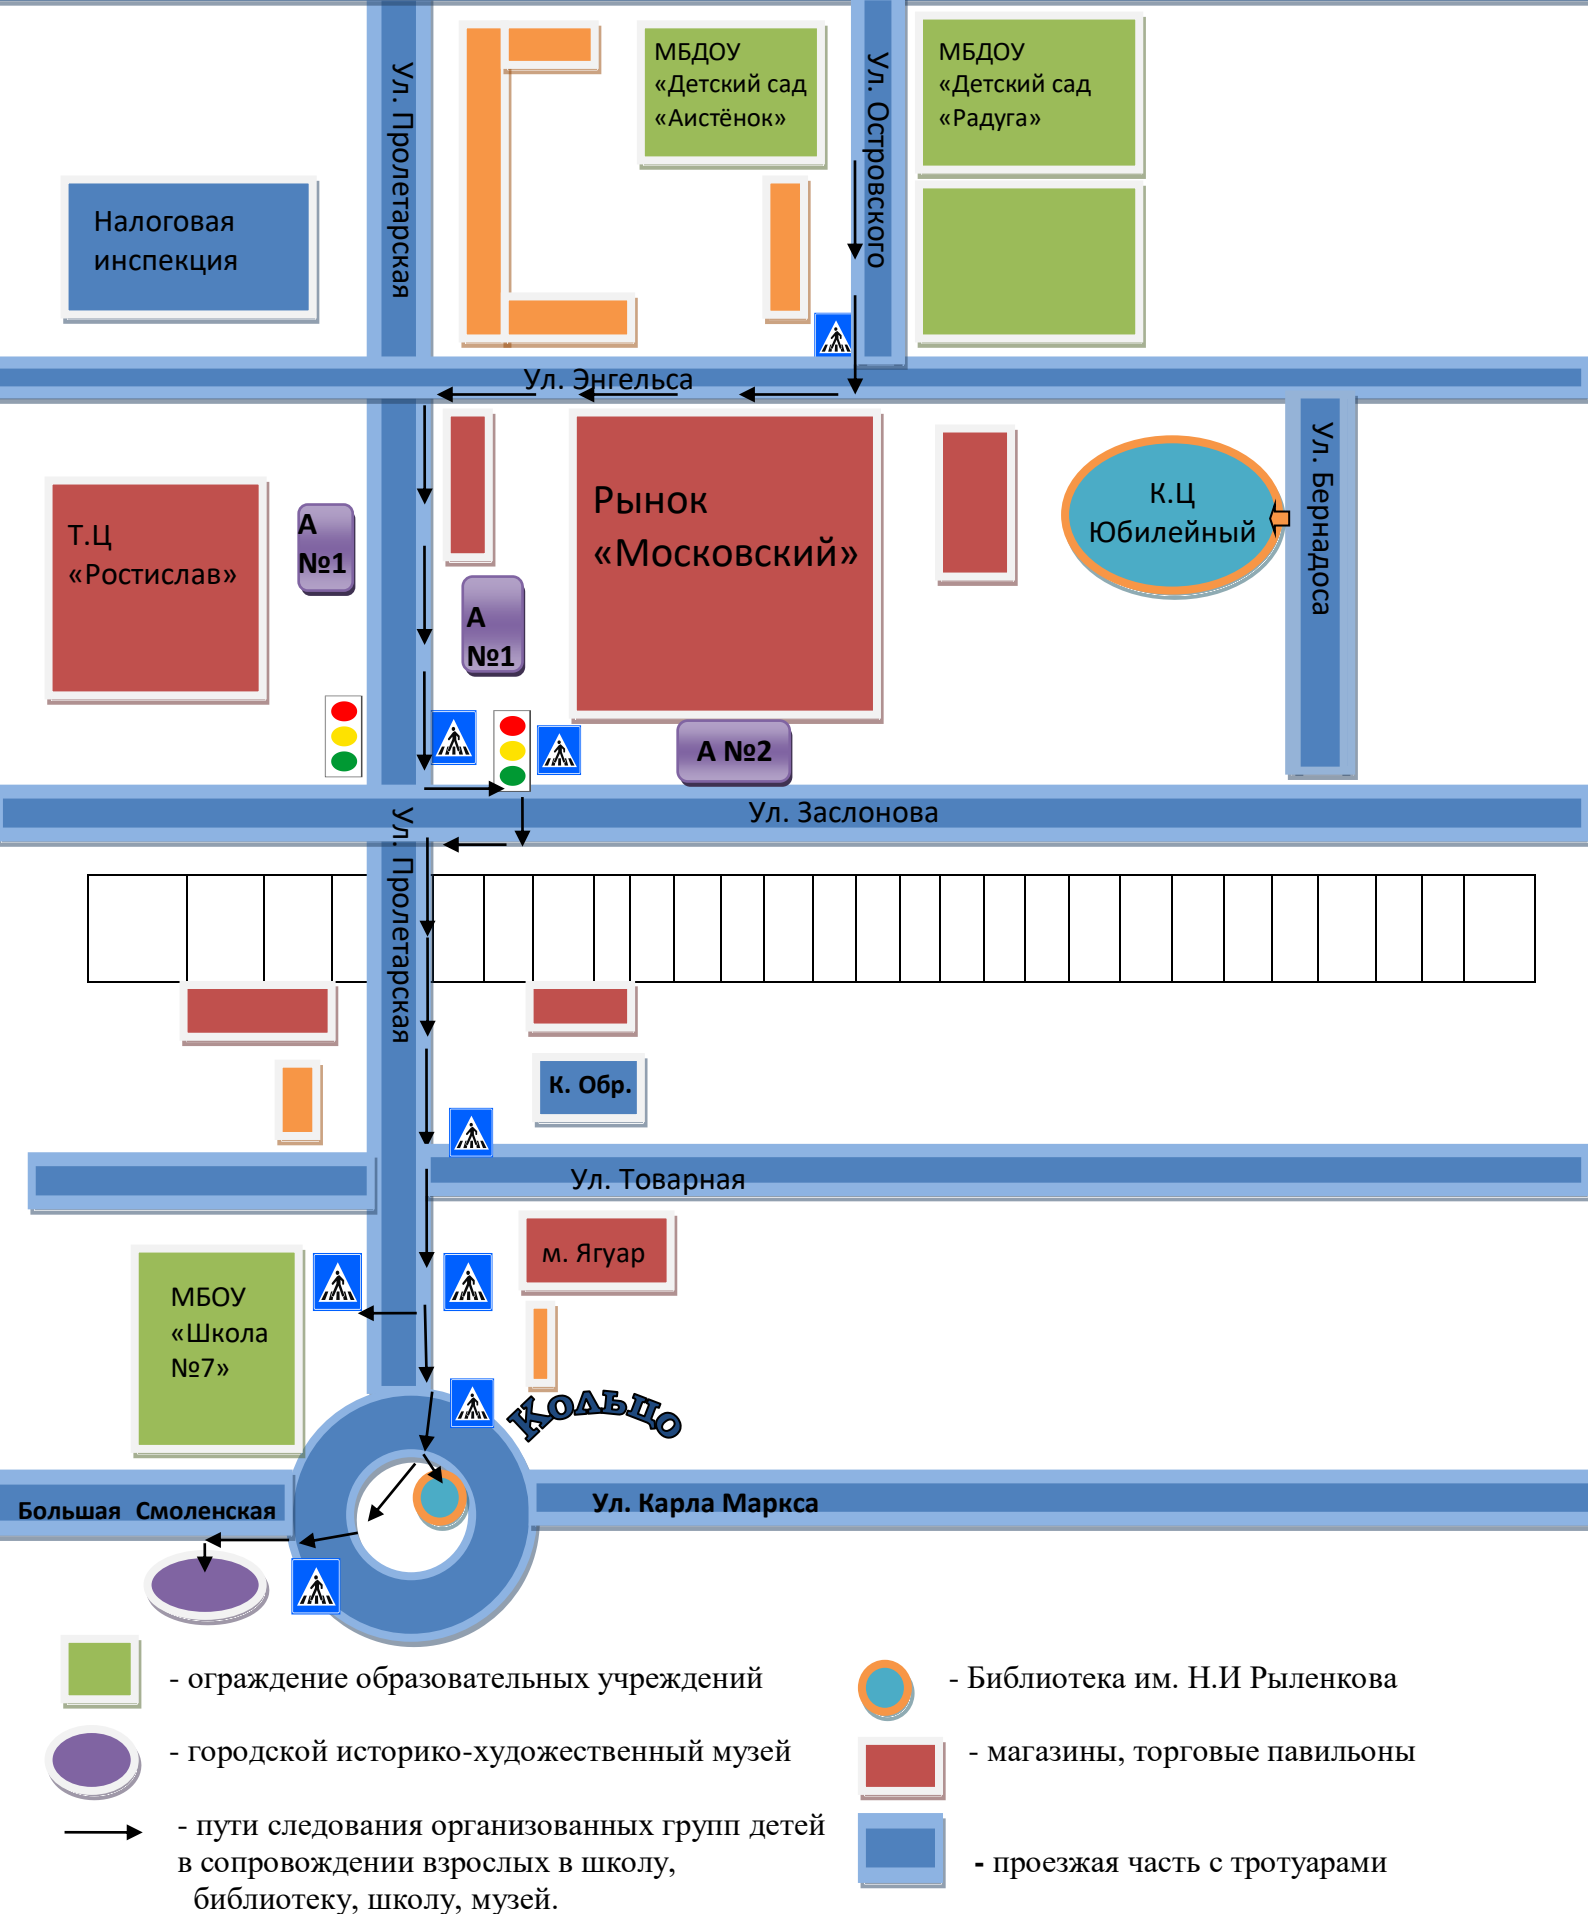 МБДОУ
«Детский сад
«Аистёнок»
МБДОУ
«Детский сад
«Радуга»
Ул. Пролетарская
Ул. Островского
Налоговая
инспекция
Ул. Энгельса
Т.Ц
«Ростислав»
А
№1
А
№1
Рынок
«Московский»
К.Ц
Юбилейный
Ул. Бернадоса
А №2
Ул. Заслонова
Ул. Пролетарская
К. Обр.
Ул. Товарная
м. Ягуар
МБОУ
«Школа
№7»
Кольцо
Большая Смоленская
Ул. Карла Маркса
- ограждение образовательных учреждений
- Библиотека им. Н.И Рыленкова
- городской историко-художественный музей
- магазины, торговые павильоны
- пути следования организованных групп детей
в сопровождении взрослых в школу,
библиотеку, школу, музей.
- проезжая часть с тротуарами